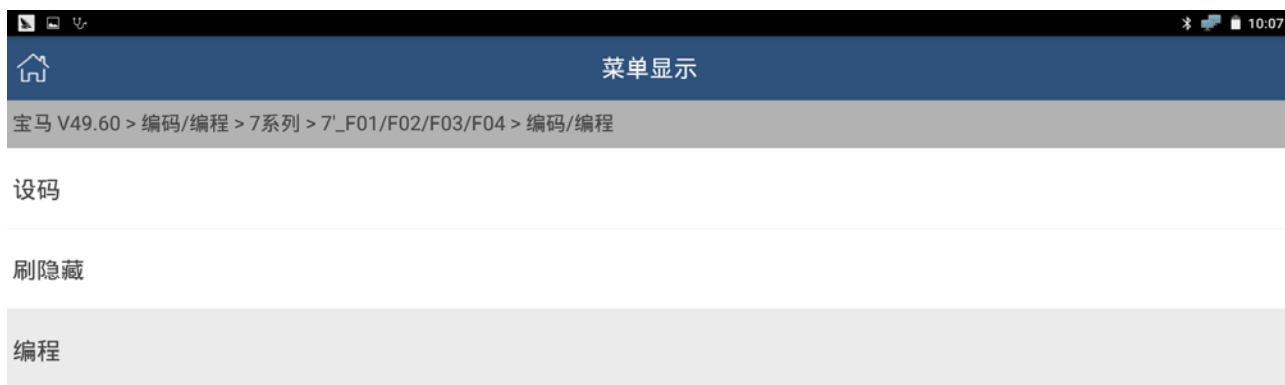 10:07
菜单显示
宝马 V49.60 > 编码/编程 > 7系列 > 7'_F01/F02/F03/F04 > 编码/编程
设码
刷隐藏
编程